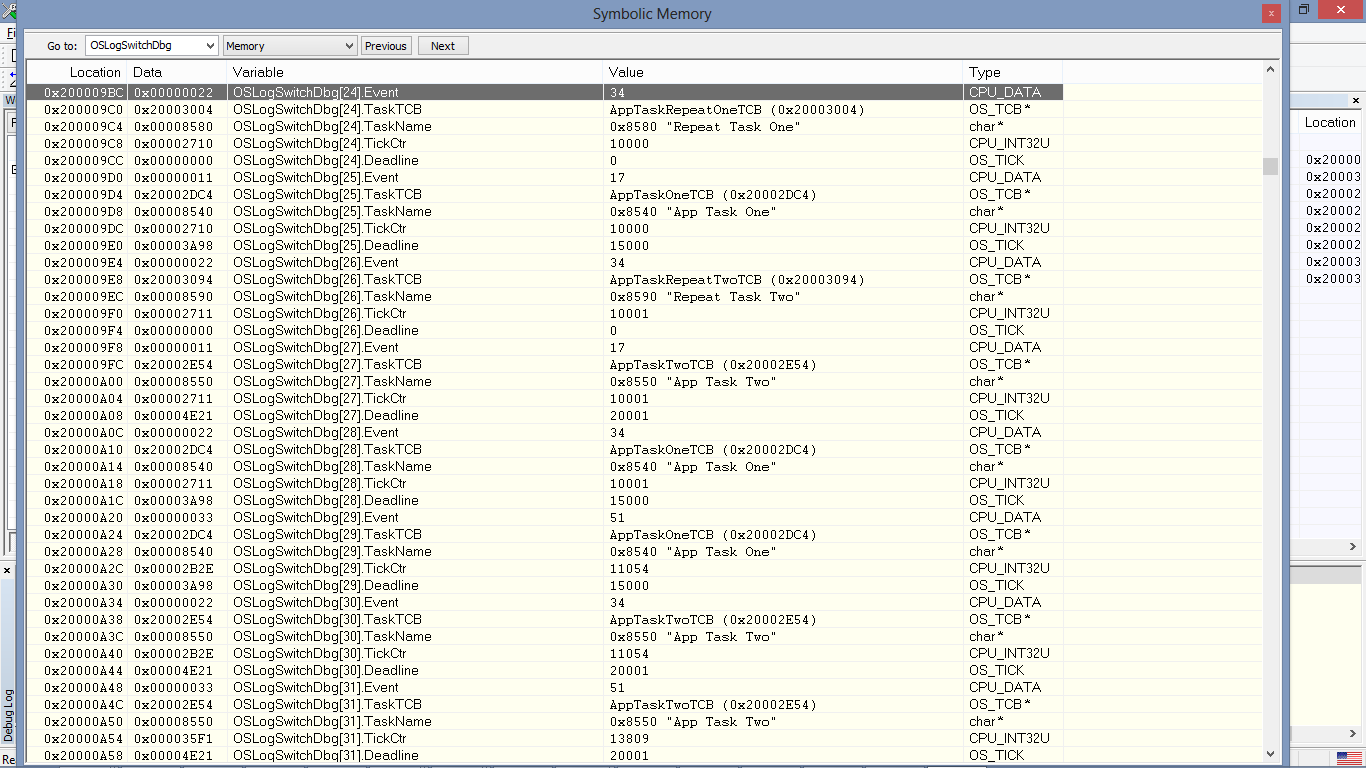 Symbolic Memory
Go to: OSLogSwitchDbg Memory Previous Next
Location Data Variable Value Type
0x200009BC 0x00000022 OSLogSwitchDbg[24].Event 34 CPU_DATA
0x200009C0 0x20003004 OSLogSwitchDbg[24].TaskTCB AppTaskRepeatOneTCB (0x20003004) OS_TCB*
0x200009C4 0x00008580 OSLogSwitchDbg[24].TaskName 0x8580 "Repeat Task One" char*
0x200009C8 0x00002710 OSLogSwitchDbg[24].TickCtr 10000 CPU_INT32U
0x200009CC 0x00000000 OSLogSwitchDbg[24].Deadline 0 OS_TICK
0x200009D0 0x00000011 OSLogSwitchDbg[25].Event 17 CPU_DATA
0x200009D4 0x20002DC4 OSLogSwitchDbg[25].TaskTCB AppTaskOneTCB (0x20002DC4) OS_TCB*
0x200009D8 0x00008540 OSLogSwitchDbg[25].TaskName 0x8540 "App Task One" char*
0x200009DC 0x00002710 OSLogSwitchDbg[25].TickCtr 10000 CPU_INT32U
0x200009E0 0x00003A98 OSLogSwitchDbg[25].Deadline 15000 OS_TICK
0x200009E4 0x00000022 OSLogSwitchDbg[26].Event 34 CPU_DATA
0x200009E8 0x20003094 OSLogSwitchDbg[26].TaskTCB AppTaskRepeatTwoTCB (0x20003094) OS_TCB*
0x200009EC 0x00008590 OSLogSwitchDbg[26].TaskName 0x8590 "Repeat Task Two" char*
0x200009F0 0x00002711 OSLogSwitchDbg[26].TickCtr 10001 CPU_INT32U
0x200009F4 0x00000000 OSLogSwitchDbg[26].Deadline 0 OS_TICK
0x200009F8 0x00000011 OSLogSwitchDbg[27].Event 17 CPU_DATA
0x200009FC 0x20002E54 OSLogSwitchDbg[27].TaskTCB AppTaskTwoTCB (0x20002E54) OS_TCB*
0x20000A00 0x00008550 OSLogSwitchDbg[27].TaskName 0x8550 "App Task Two" char*
0x20000A04 0x00002711 OSLogSwitchDbg[27].TickCtr 10001 CPU_INT32U
0x20000A08 0x00004E21 OSLogSwitchDbg[27].Deadline 20001 OS_TICK
0x20000A0C 0x00000022 OSLogSwitchDbg[28].Event 34 CPU_DATA
0x20000A10 0x20002DC4 OSLogSwitchDbg[28].TaskTCB AppTaskOneTCB (0x20002DC4) OS_TCB*
0x20000A14 0x00008540 OSLogSwitchDbg[28].TaskName 0x8540 "App Task One" char*
0x20000A18 0x00002711 OSLogSwitchDbg[28].TickCtr 10001 CPU_INT32U
0x20000A1C 0x00003A98 OSLogSwitchDbg[28].Deadline 15000 OS_TICK
0x20000A20 0x00000033 OSLogSwitchDbg[29].Event 51 CPU_DATA
0x20000A24 0x20002DC4 OSLogSwitchDbg[29].TaskTCB AppTaskOneTCB (0x20002DC4) OS_TCB*
0x20000A28 0x00008540 OSLogSwitchDbg[29].TaskName 0x8540 "App Task One" char*
0x20000A2C 0x00002B2E OSLogSwitchDbg[29].TickCtr 11054 CPU_INT32U
0x20000A30 0x00003A98 OSLogSwitchDbg[29].Deadline 15000 OS_TICK
0x20000A34 0x00000022 OSLogSwitchDbg[30].Event 34 CPU_DATA
0x20000A38 0x20002E54 OSLogSwitchDbg[30].TaskTCB AppTaskTwoTCB (0x20002E54) OS_TCB*
0x20000A3C 0x00008550 OSLogSwitchDbg[30].TaskName 0x8550 "App Task Two" char*
0x20000A40 0x00002B2E OSLogSwitchDbg[30].TickCtr 11054 CPU_INT32U
0x20000A44 0x00004E21 OSLogSwitchDbg[30].Deadline 20001 OS_TICK
0x20000A48 0x00000033 OSLogSwitchDbg[31].Event 51 CPU_DATA
0x20000A4C 0x20002E54 OSLogSwitchDbg[31].TaskTCB AppTaskTwoTCB (0x20002E54) OS_TCB*
0x20000A50 0x00008550 OSLogSwitchDbg[31].TaskName 0x8550 "App Task Two" char*
0x20000A54 0x000035F1 OSLogSwitchDbg[31].TickCtr 13809 CPU_INT32U
0x20000A58 0x00004E21 OSLogSwitchDbg[31].Deadline 20001 OS_TICK
Location
0x20000
0x20003
0x20002
0x20002
0x20002
0x20002
0x20003
0x20003
Debug Log
Re